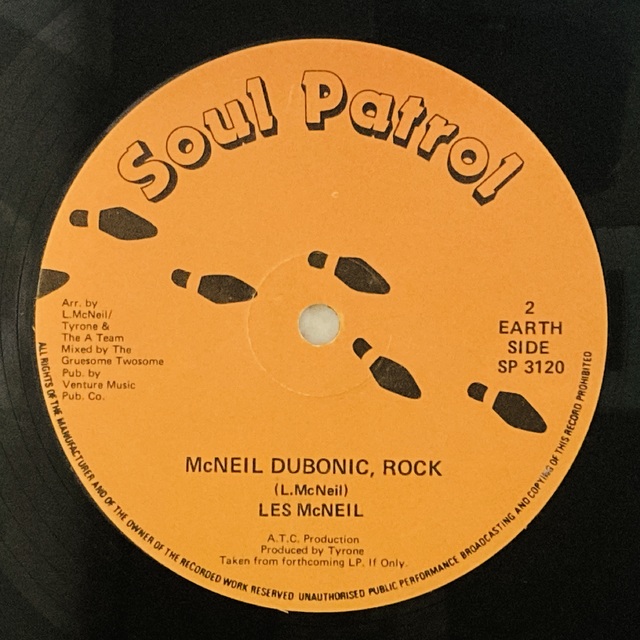 Soul Patrol
Arr. by
L.McNeil/
Tyrone &
The A Team
Mixed by The
Gruesome Twosome
Pub. by
Venture Music
Pub. Co.
2
EARTH
SIDE
SP 3120
McNEIL DUBONIC, ROCK
(L.McNeil)
LES McNEIL
A.T.C. Production
Produced by Tyrone
Taken from forthcoming LP. If Only.
ALL RIGHTS OF THE MANUFACTURER AND OF THE OWNER OF THE RECORDED WORK RESERVED UNAUTHORISED PUBLIC PERFORMANCE BROADCASTING AND COPYING OF THIS RECORD PROHIBITED